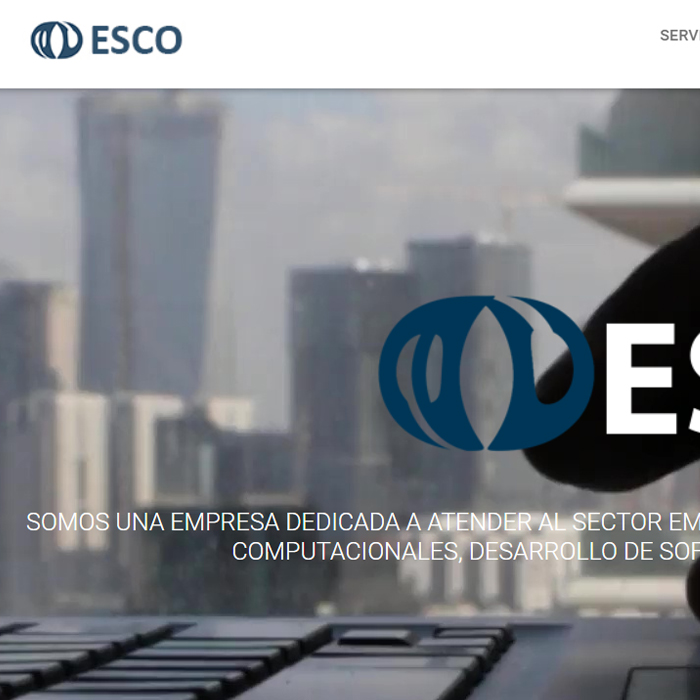 ESCO
SERV
ES
SOMOS UNA EMPRESA DEDICADA A ATENDER AL SECTOR EM
COMPUTACIONALES, DESARROLLO DE SOF